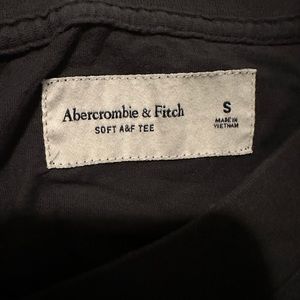 Abercrombie & Fitch
SOFT A&F TEE
S
MADE IN
VIETNAM